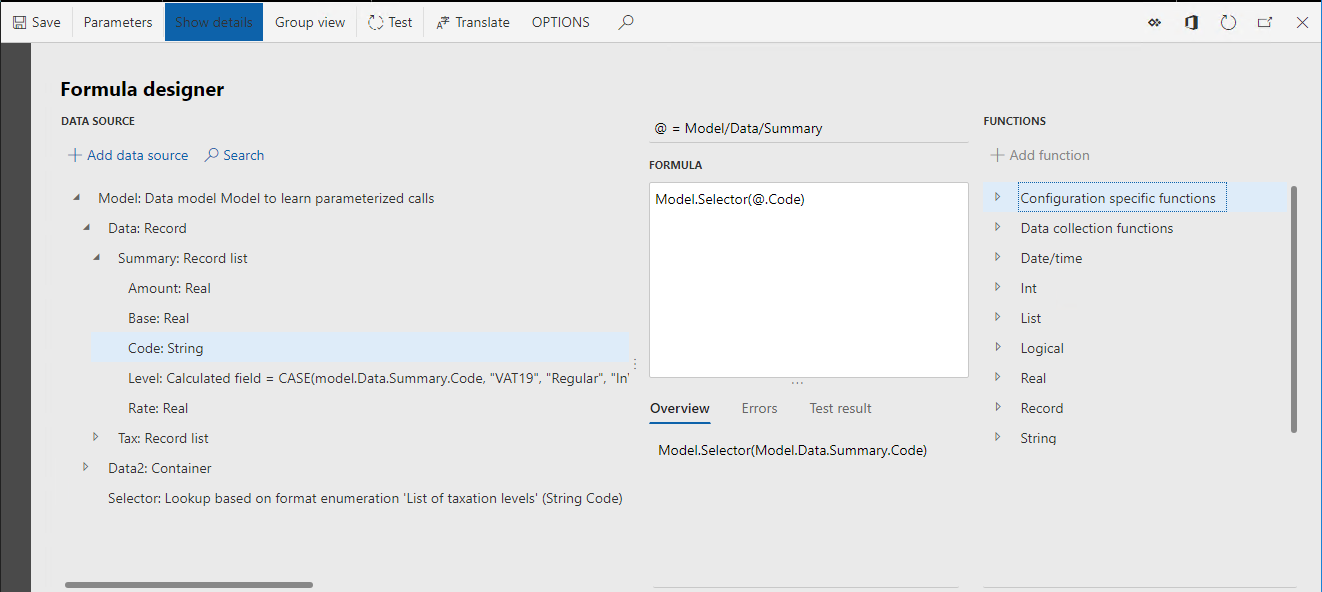 Save Parameters Show details Group view Test Translate OPTIONS
Formula designer
DATA SOURCE
Add data source Search
Model: Data model Model to learn parameterized calls
Data: Record
Summary: Record list
Amount: Real
Base: Real
Code: String
Level: Calculated field = CASE(model.Data.Summary.Code, "VAT19", "Regular", "In'
Rate: Real
Tax: Record list
Data2: Container
Selector: Lookup based on format enumeration 'List of taxation levels' (String Code)
@ = Model/Data/Summary
FORMULA
Model.Selector(@.Code)
Overview Errors Test result
Model.Selector(Model.Data.Summary.Code)
FUNCTIONS
Add function
Configuration specific functions
Data collection functions
Date/time
Int
List
Logical
Real
Record
String